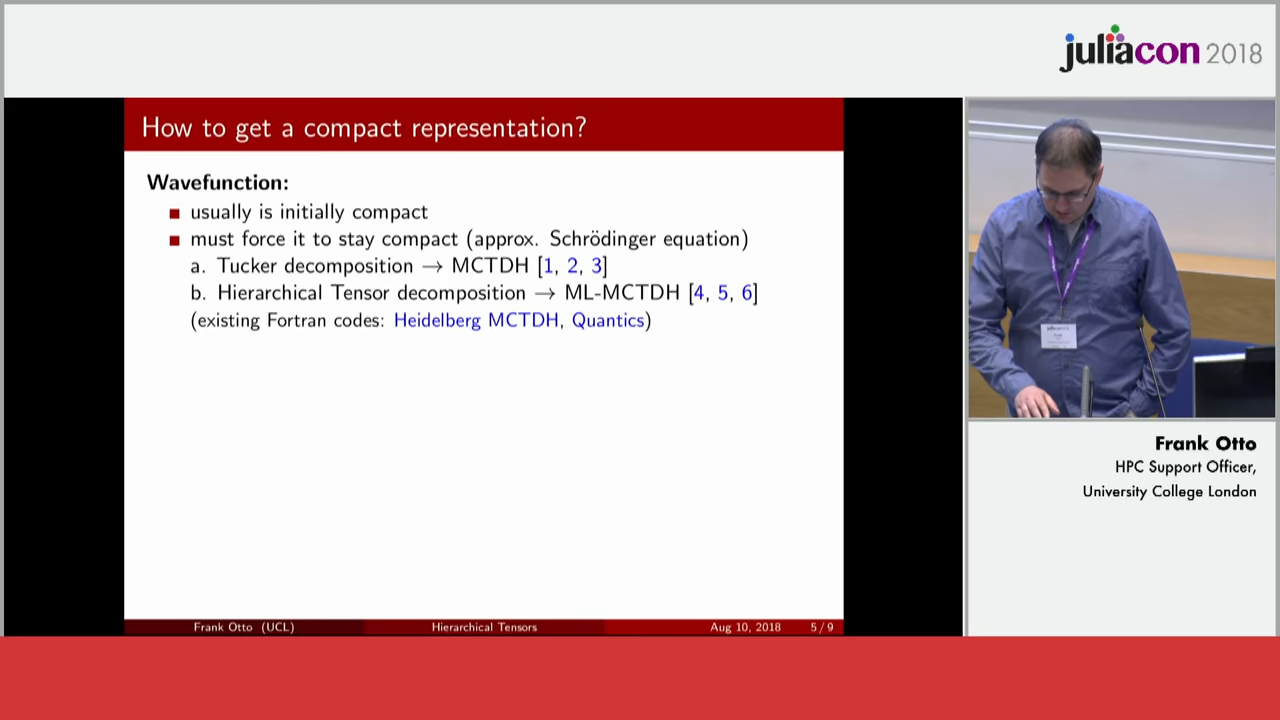 juliacon 2018
How to get a compact representation?
Wavefunction:
usually is initially compact
must force it to stay compact (approx. Schrödinger equation)
a. Tucker decomposition → MCTDH [1, 2, 3]
b. Hierarchical Tensor decomposition → ML-MCTDH [4, 5, 6]
(existing Fortran codes: Heidelberg MCTDH, Quantics)
Frank Otto (UCL) Hierarchical Tensors Aug 10, 2018 5 / 9
Frank Otto
HPC Support Officer,
University College London